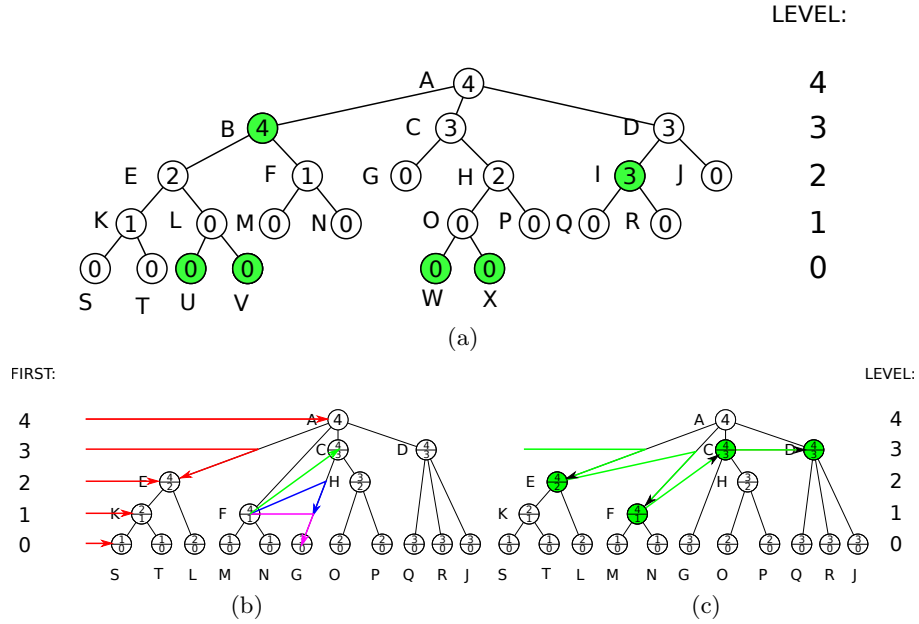 LEVEL:
A 4 4
B 4 C 3 D 3 3
E 2 F 1 G 0 H 2 I 3 J 0 2
K 1 L 0 M 0 N 0 O 0 P 0 Q 0 R 0 1
0 0 0 0 0 0 0
S T U V W X
(a)
FIRST: LEVEL:
4 A 4 A 4 4
3 C D C D 3
2 E H E H 2
1 K F K F 1
0 0
S T L M N G O P Q R J S T L M N G O P Q R J
(b) (c)